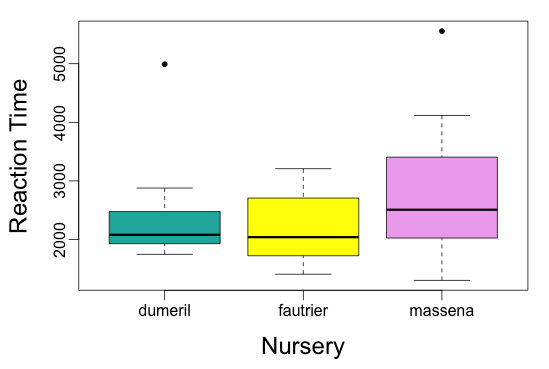 Reaction Time
5000
4000
3000
2000
dumeril
fautrier
massena
Nursery